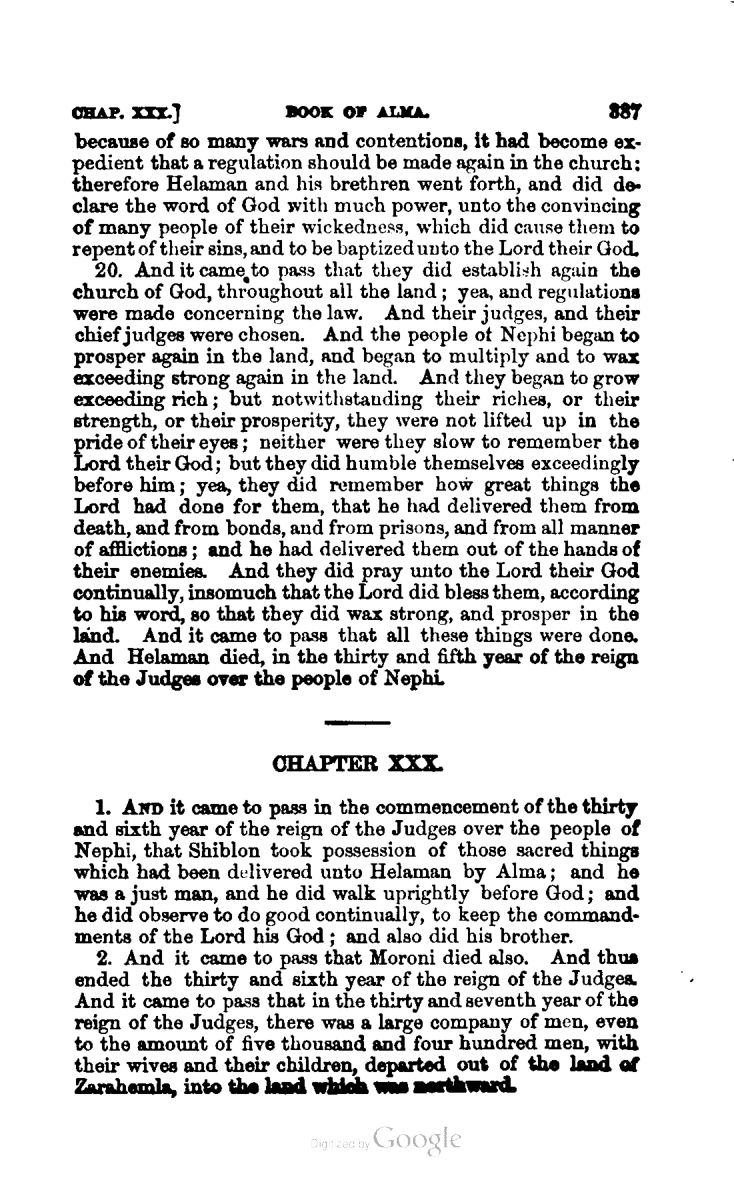 CHAP. XXX.] BOOK OF ALMA. 337
because of so many wars and contentions, it had become ex-
pedient that a regulation should be made again in the church:
therefore Helaman and his brethren went forth, and did de-
clare the word of God with much power, unto the convincing
of many people of their wickedness, which did cause them to
repent of their sins, and to be baptized unto the Lord their God.
20. And it came to pass that they did establish again the
church of God, throughout all the land; yea, and regulations
were made concerning the law. And their judges, and their
chief judges were chosen. And the people of Nephi began to
prosper again in the land, and began to multiply and to wax
exceeding strong again in the land. And they began to grow
exceeding rich; but notwithstanding their riches, or their
strength, or their prosperity, they were not lifted up in the
pride of their eyes; neither were they slow to remember the
Lord their God; but they did humble themselves exceedingly
before him; yea, they did remember how great things the
Lord had done for them, that he had delivered them from
death, and from bonds, and from prisons, and from all manner
of afflictions; and he had delivered them out of the hands of
their enemies. And they did pray unto the Lord their God
continually, insomuch that the Lord did bless them, according
to his word, so that they did wax strong, and prosper in the
land. And it came to pass that all these things were done.
And Helaman died, in the thirty and fifth year of the reign
of the Judges over the people of Nephi.
CHAPTER XXX.
1. AND it came to pass in the commencement of the thirty
and sixth year of the reign of the Judges over the people of
Nephi, that Shiblon took possession of those sacred things
which had been delivered unto Helaman by Alma; and he
was a just man, and he did walk uprightly before God; and
he did observe to do good continually, to keep the command-
ments of the Lord his God; and also did his brother.
2. And it came to pass that Moroni died also. And thus
ended the thirty and sixth year of the reign of the Judges.
And it came to pass that in the thirty and seventh year of the
reign of the Judges, there was a large company of men, even
to the amount of five thousand and four hundred men, with
their wives and their children, departed out of the land of
Zarahemla, into the land which was northward.
Digitized by Google